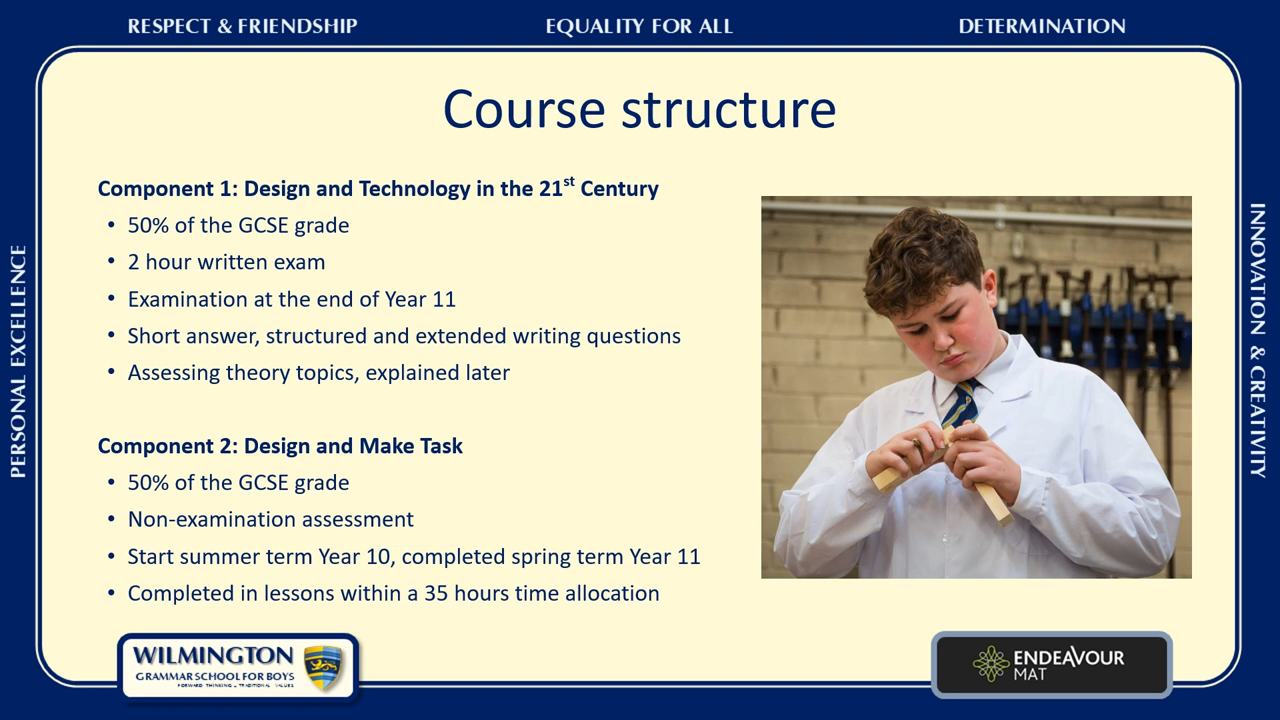 RESPECT & FRIENDSHIP
EQUALITY FOR ALL
DETERMINATION
PERSONAL EXCELLENCE
INNOVATION & CREATIVITY
Course structure
Component 1: Design and Technology in the 21st Century
• 50% of the GCSE grade
• 2 hour written exam
• Examination at the end of Year 11
• Short answer, structured and extended writing questions
• Assessing theory topics, explained later
Component 2: Design and Make Task
• 50% of the GCSE grade
• Non-examination assessment
• Start summer term Year 10, completed spring term Year 11
• Completed in lessons within a 35 hours time allocation
WILMINGTON
GRAMMAR SCHOOL FOR BOYS
FORWARD THINKING – TRADITIONAL VALUES
ENDEAVOUR
MAT